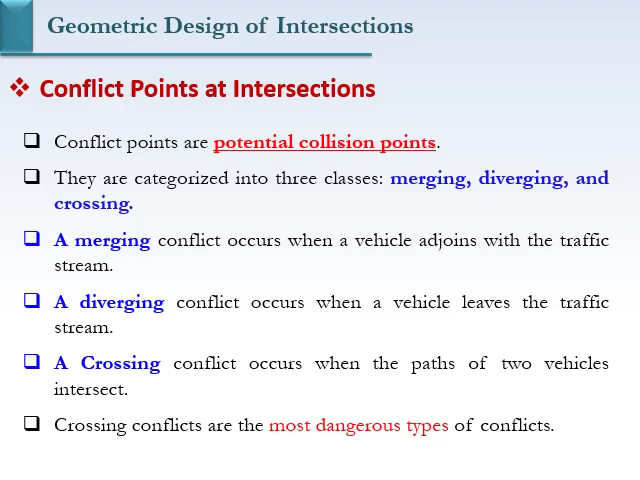 Geometric Design of Intersections
❖ Conflict Points at Intersections
❑ Conflict points are potential collision points.
❑ They are categorized into three classes: merging, diverging, and
crossing.
❑ A merging conflict occurs when a vehicle adjoins with the traffic
stream.
❑ A diverging conflict occurs when a vehicle leaves the traffic
stream.
❑ A Crossing conflict occurs when the paths of two vehicles
intersect.
❑ Crossing conflicts are the most dangerous types of conflicts.